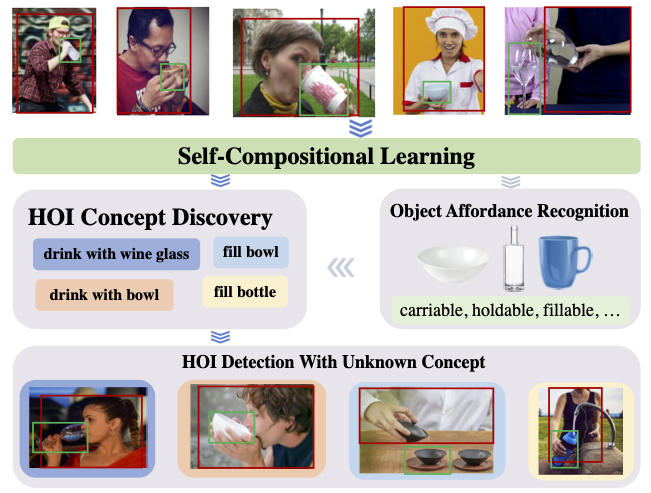 Self-Compositional Learning
HOI Concept Discovery
drink with wine glass
fill bowl
drink with bowl
fill bottle
Object Affordance Recognition
carriable, holdable, fillable, …
HOI Detection With Unknown Concept